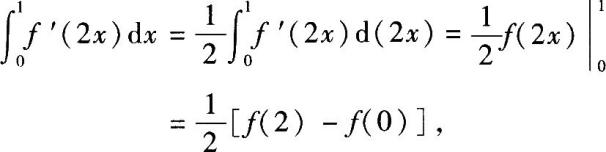 ∫₀¹ f ′(2x)dx = 1/2 ∫₀¹ f ′(2x)d(2x) = 1/2 f(2x) |₀¹
= 1/2 [f(2) − f(0)],